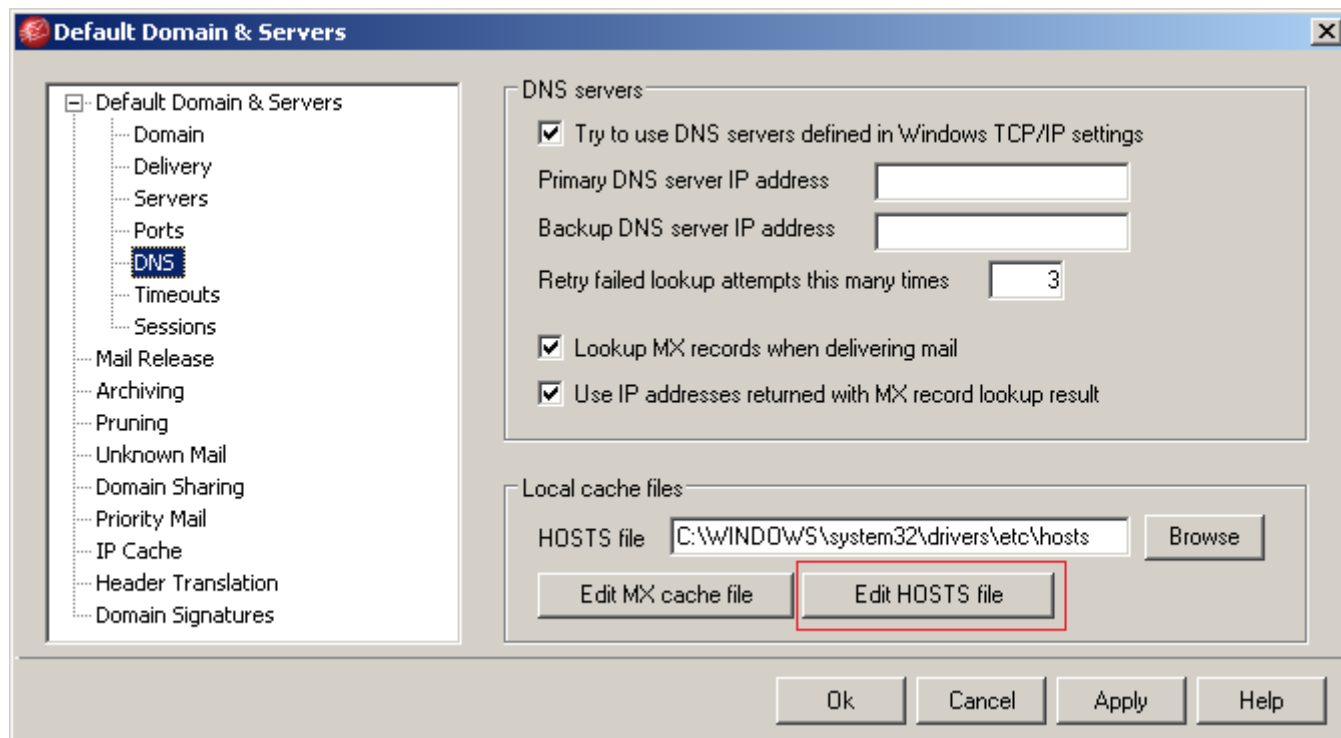 Default Domain & Servers
Default Domain & Servers
Domain
Delivery
Servers
Ports
DNS
Timeouts
Sessions
Mail Release
Archiving
Pruning
Unknown Mail
Domain Sharing
Priority Mail
IP Cache
Header Translation
Domain Signatures
DNS servers
Try to use DNS servers defined in Windows TCP/IP settings
Primary DNS server IP address
Backup DNS server IP address
Retry failed lookup attempts this many times 3
Lookup MX records when delivering mail
Use IP addresses returned with MX record lookup result
Local cache files
HOSTS file C:\WINDOWS\system32\drivers\etc\hosts Browse
Edit MX cache file Edit HOSTS file
Ok Cancel Apply Help